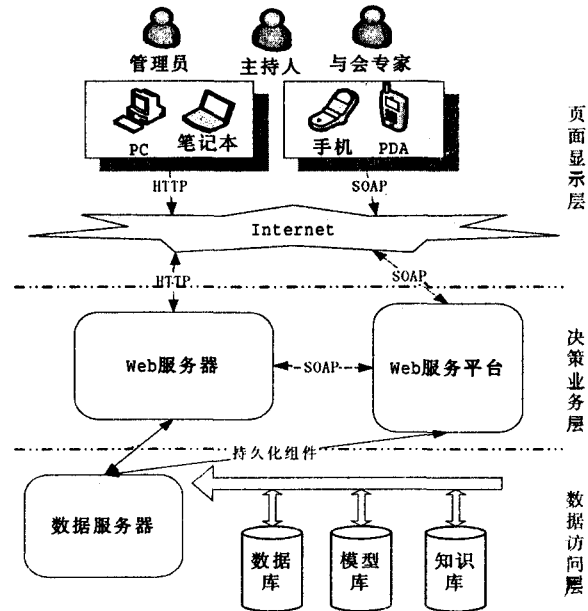 管理员 主持人 与会专家
PC 笔记本 手机 PDA
HTTP SOAP
Internet
HTTP SOAP
Web服务器 SOAP Web服务平台
持久化组件
数据服务器
数据库 模型库 知识库
页面显示层
决策业务层
数据访问层